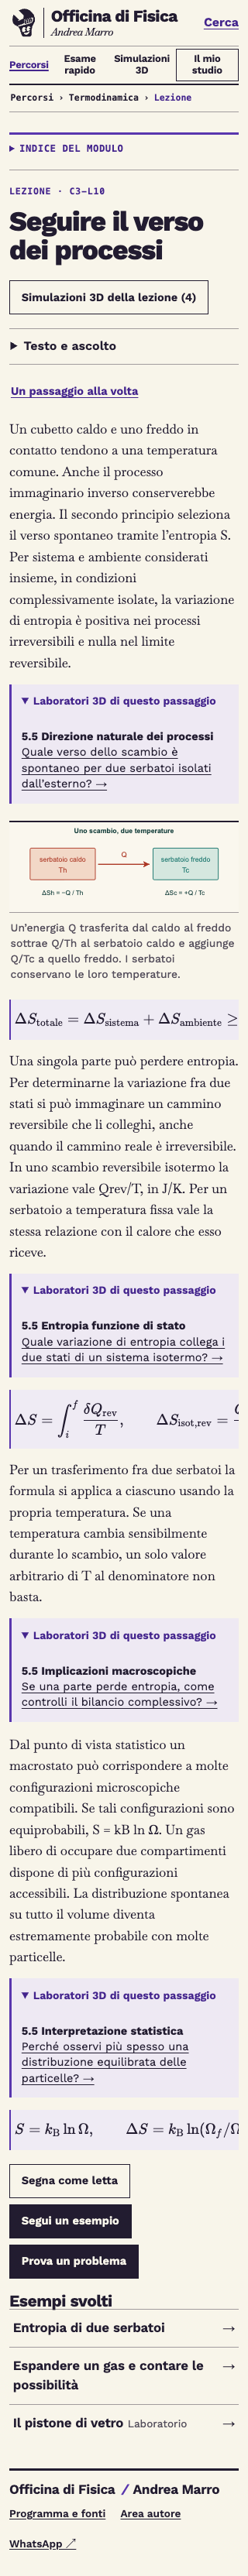 Officina di Fisica
Andrea Marro
Cerca
Percorsi
Esame rapido
Simulazioni 3D
Il mio studio
Percorsi › Termodinamica › Lezione
▶ INDICE DEL MODULO
LEZIONE · C3–L10
Seguire il verso
dei processi
Simulazioni 3D della lezione (4)
▶ Testo e ascolto
Un passaggio alla volta
Un cubetto caldo e uno freddo in
contatto tendono a una temperatura
comune. Anche il processo
immaginario inverso conserverebbe
energia. Il secondo principio seleziona
il verso spontaneo tramite l’entropia S.
Per sistema e ambiente considerati
insieme, in condizioni
complessivamente isolate, la variazione
di entropia è positiva nei processi
irreversibili e nulla nel limite
reversibile.
▼ Laboratori 3D di questo passaggio
5.5 Direzione naturale dei processi
Quale verso dello scambio è
spontaneo per due serbatoi isolati
dall’esterno? →
Uno scambio, due temperature
serbatoio caldo
Th
Q
serbatoio freddo
Tc
ΔSh = −Q / Th
ΔSc = +Q / Tc
Un’energia Q trasferita dal caldo al freddo
sottrae Q/Th al serbatoio caldo e aggiunge
Q/Tc a quello freddo. I serbatoi
conservano le loro temperature.
ΔS_totale = ΔS_sistema + ΔS_ambiente ≥
Una singola parte può perdere entropia.
Per determinarne la variazione fra due
stati si può immaginare un cammino
reversibile che li colleghi, anche
quando il cammino reale è irreversibile.
In uno scambio reversibile isotermo la
variazione vale Qrev/T, in J/K. Per un
serbatoio a temperatura fissa vale la
stessa relazione con il calore che esso
riceve.
▼ Laboratori 3D di questo passaggio
5.5 Entropia funzione di stato
Quale variazione di entropia collega i
due stati di un sistema isotermo? →
ΔS = ∫_i^f δQ_rev / T, ΔS_isot,rev =
Per un trasferimento fra due serbatoi la
formula si applica a ciascuno usando la
propria temperatura. Se una
temperatura cambia sensibilmente
durante lo scambio, un solo valore
arbitrario di T al denominatore non
basta.
▼ Laboratori 3D di questo passaggio
5.5 Implicazioni macroscopiche
Se una parte perde entropia, come
controlli il bilancio complessivo? →
Dal punto di vista statistico un
macrostato può corrispondere a molte
configurazioni microscopiche
compatibili. Se tali configurazioni sono
equiprobabili, S = kB ln Ω. Un gas
libero di occupare due compartimenti
dispone di più configurazioni
accessibili. La distribuzione spontanea
su tutto il volume diventa
estremamente probabile con molte
particelle.
▼ Laboratori 3D di questo passaggio
5.5 Interpretazione statistica
Perché osservi più spesso una
distribuzione equilibrata delle
particelle? →
S = k_B ln Ω, ΔS = k_B ln(Ω_f/Ω
Segna come letta
Segui un esempio
Prova un problema
Esempi svolti
Entropia di due serbatoi →
Espandere un gas e contare le
possibilità →
Il pistone di vetro Laboratorio →
Officina di Fisica / Andrea Marro
Programma e fonti
Area autore
WhatsApp ↗